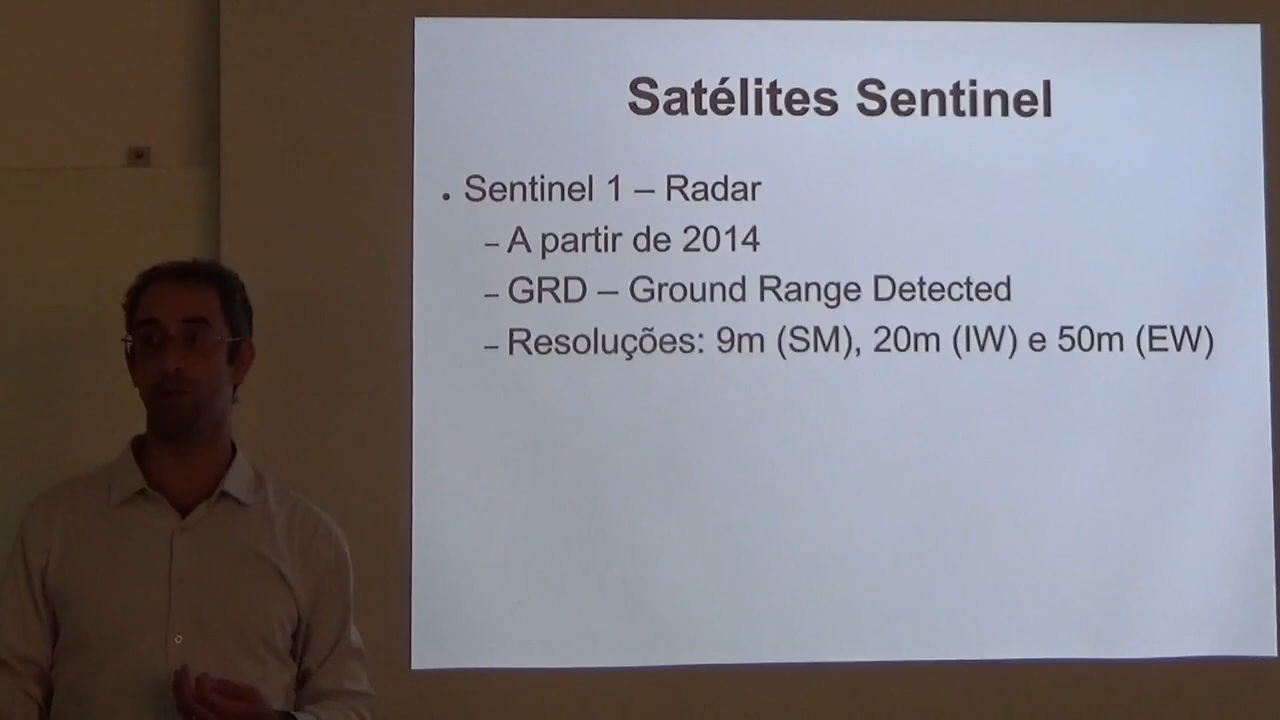 Satélites Sentinel
• Sentinel 1 – Radar
– A partir de 2014
– GRD – Ground Range Detected
– Resoluções: 9m (SM), 20m (IW) e 50m (EW)